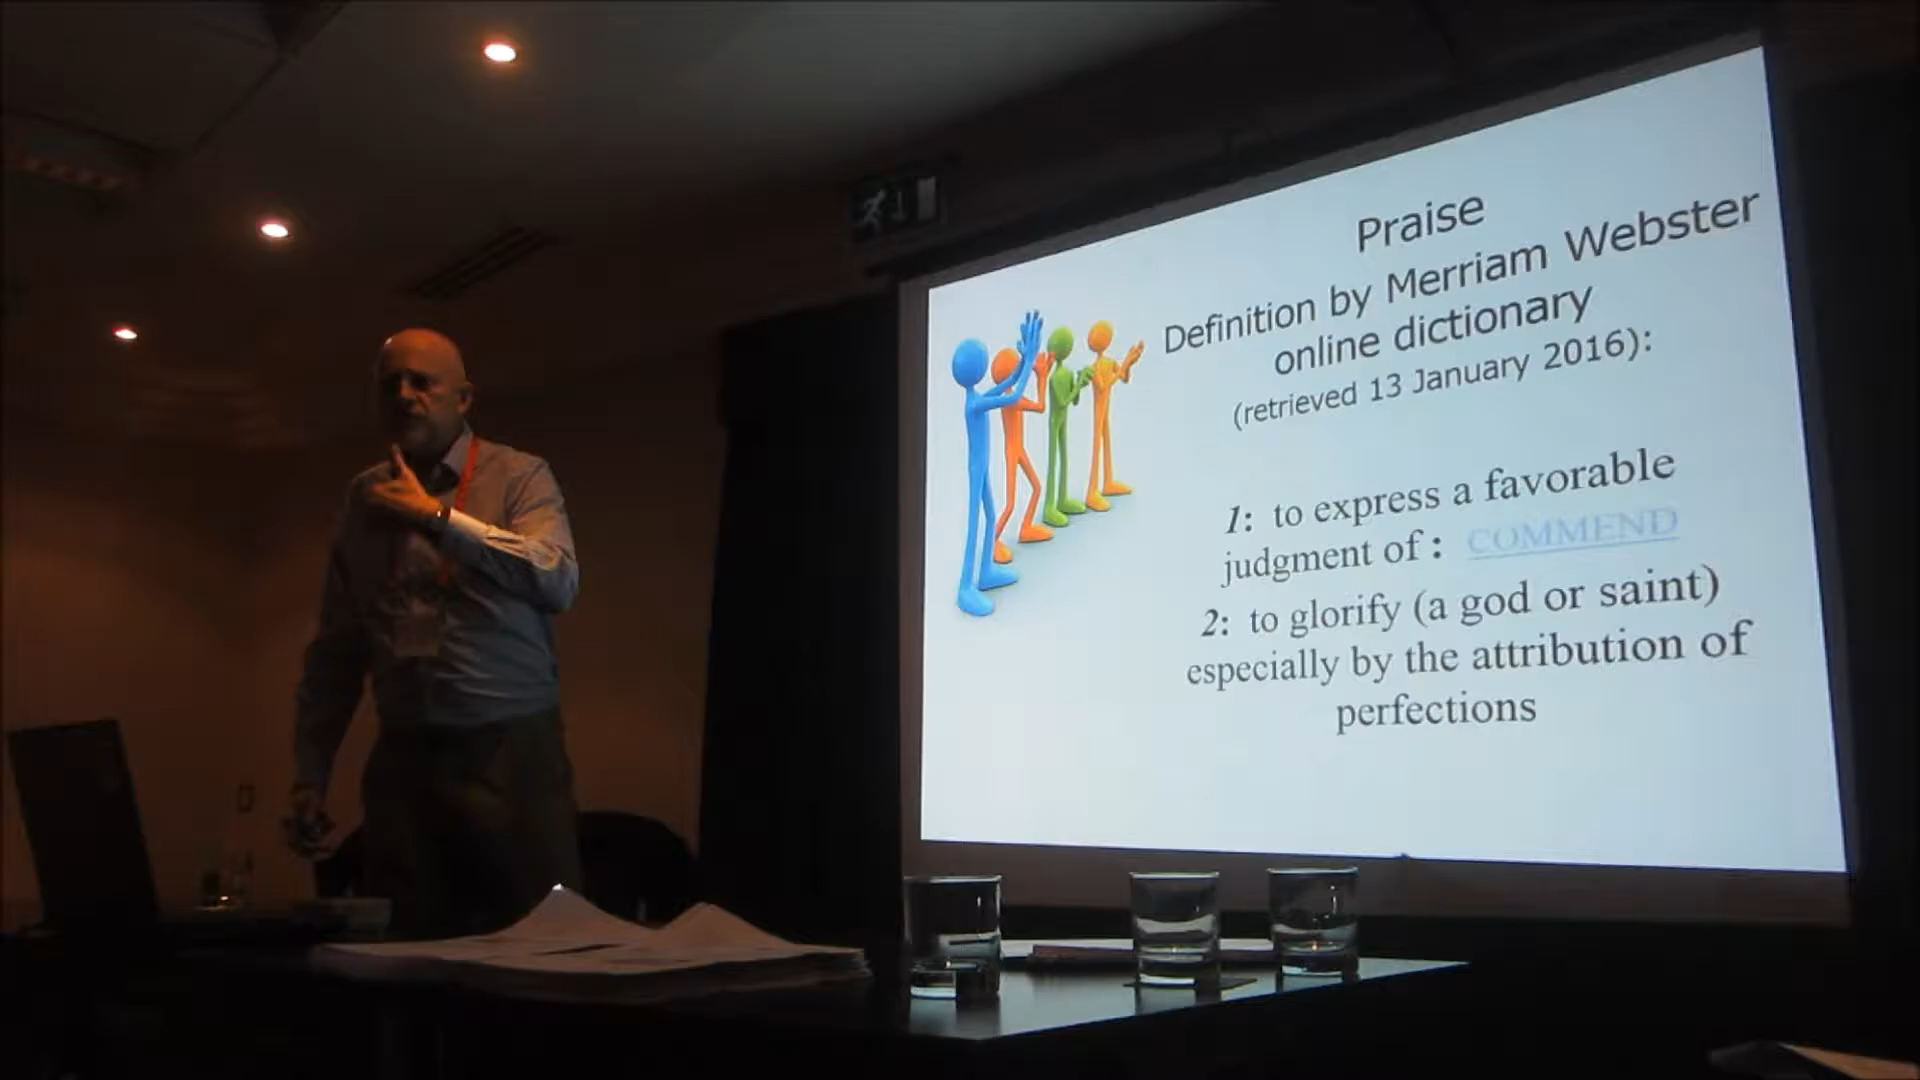 Praise
Definition by Merriam Webster
online dictionary
(retrieved 13 January 2016):
1: to express a favorable
judgment of : COMMEND
2: to glorify (a god or saint)
especially by the attribution of
perfections